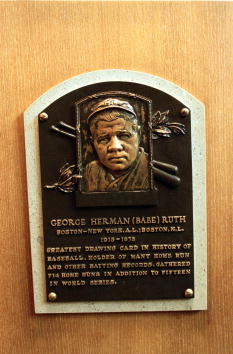 GEORGE HERMAN (BABE) RUTH
BOSTON-NEW YORK, A.L.; BOSTON, N.L.
1915-1935
GREATEST DRAWING CARD IN HISTORY OF
BASEBALL. HOLDER OF MANY HOME RUN
AND OTHER BATTING RECORDS. GATHERED
714 HOME RUNS IN ADDITION TO FIFTEEN
IN WORLD SERIES.